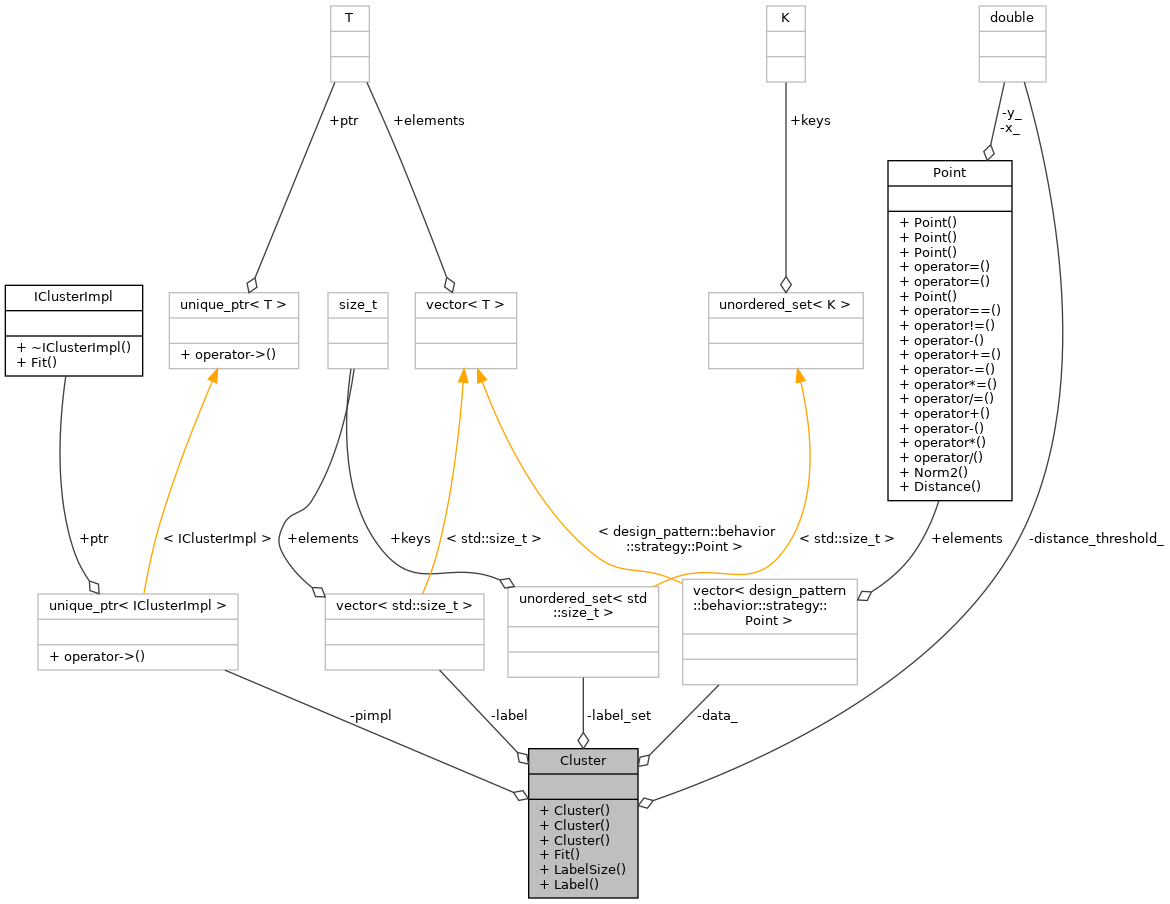 T
K
double
+ptr
+elements
+keys
-y_
-x_
Point
+ Point()
+ Point()
+ Point()
+ operator=()
+ operator=()
+ Point()
+ operator==()
+ operator!=()
+ operator-()
+ operator+=()
+ operator-=()
+ operator*=()
+ operator/=()
+ operator+()
+ operator-()
+ operator*()
+ operator/()
+ Norm2()
+ Distance()
IClusterImpl
+ ~IClusterImpl()
+ Fit()
unique_ptr< T >
+ operator->()
size_t
vector< T >
unordered_set< K >
+ptr
< IClusterImpl >
+elements
+keys
< std::size_t >
< design_pattern::behavior
::strategy::Point >
< std::size_t >
+elements
-distance_threshold_
unique_ptr< IClusterImpl >
+ operator->()
vector< std::size_t >
unordered_set< std
::size_t >
vector< design_pattern
::behavior::strategy::
Point >
-pimpl
-label
-label_set
-data_
Cluster
+ Cluster()
+ Cluster()
+ Cluster()
+ Fit()
+ LabelSize()
+ Label()